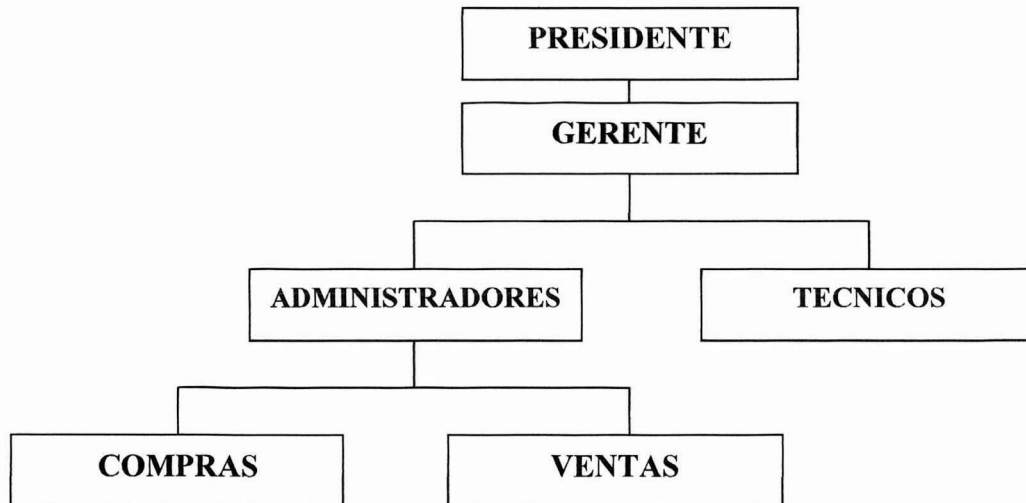 PRESIDENTE
GERENTE
ADMINISTRADORES
TECNICOS
COMPRAS
VENTAS